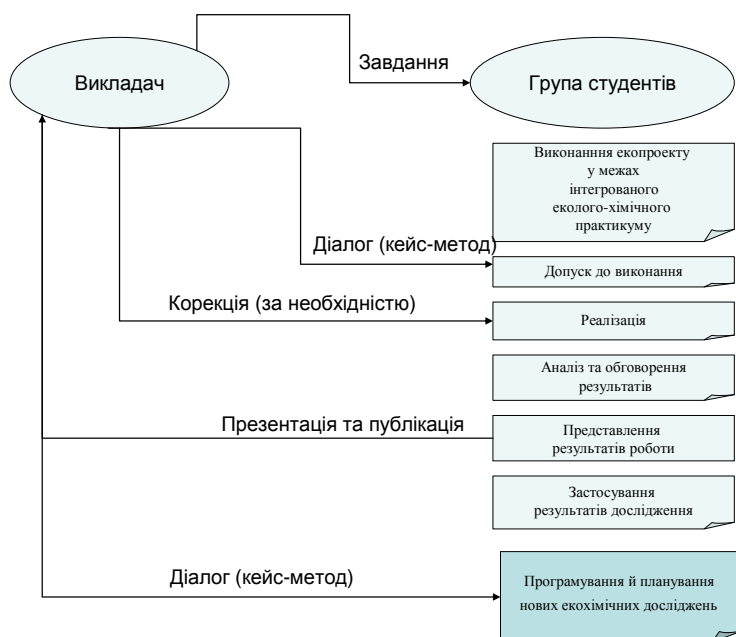 Завдання
Викладач
Група студентів
Виконанння екопроекту
у межах
інтегрованого
еколого-хімічного
практикуму
Діалог (кейс-метод)
Допуск до виконання
Корекція (за необхідністю)
Реалізація
Аналіз та обговорення
результатів
Презентація та публікація
Представлення
результатів роботи
Застосування
результатів дослідження
Діалог (кейс-метод)
Програмування й планування
нових екохімічних досліджень